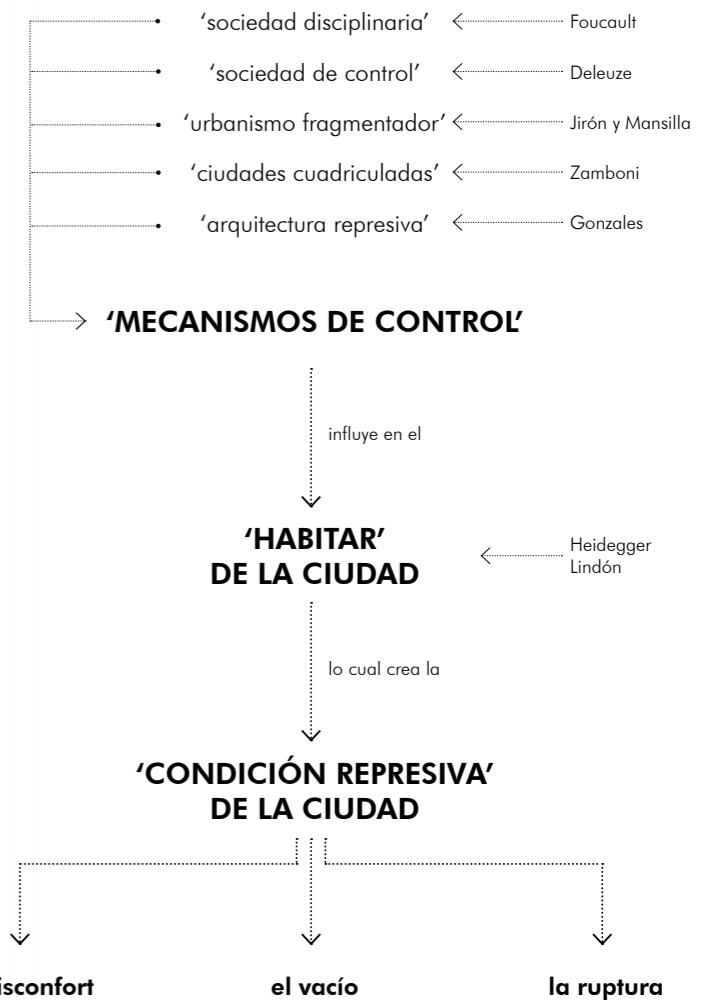 ‘sociedad disciplinaria’ Foucault
‘sociedad de control’ Deleuze
‘urbanismo fragmentador’ Jirón y Mansilla
‘ciudades cuadriculadas’ Zamboni
‘arquitectura represiva’ Gonzales
‘MECANISMOS DE CONTROL’
influye en el
‘HABITAR’
DE LA CIUDAD
Heidegger
Lindón
lo cual crea la
‘CONDICIÓN REPRESIVA’
DE LA CIUDAD
isconfort el vacío la ruptura